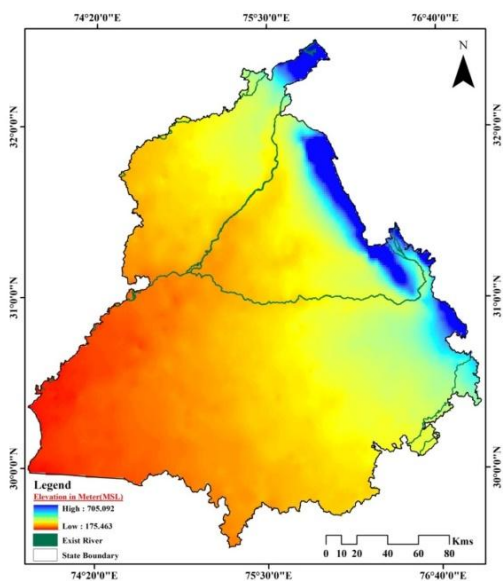 74°20'0"E 75°30'0"E 76°40'0"E
N
32°0'0"N 32°0'0"N
31°0'0"N 31°0'0"N
30°0'0"N 30°0'0"N
Legend
Elevation in Meter(MSL)
High : 705.092
Low : 175.463
Exist River
State Boundary
Kms
0 10 20 40 60 80
74°20'0"E 75°30'0"E 76°40'0"E